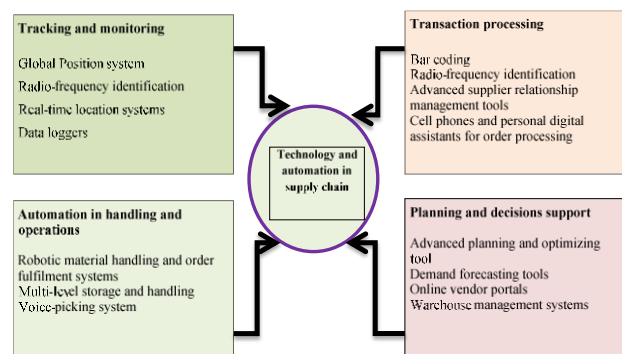 Tracking and monitoring
Global Position system
Radio-frequency identification
Real-time location systems
Data loggers
Transaction processing
Bar coding
Radio-frequency identification
Advanced supplier relationship
management tools
Cell phones and personal digital
assistants for order processing
Technology and
automation in
supply chain
Automation in handling and
operations
Robotic material handling and order
fulfilment systems
Multi-level storage and handling
Voice-picking system
Planning and decisions support
Advanced planning and optimizing
tool
Demand forecasting tools
Online vendor portals
Warehouse management systems